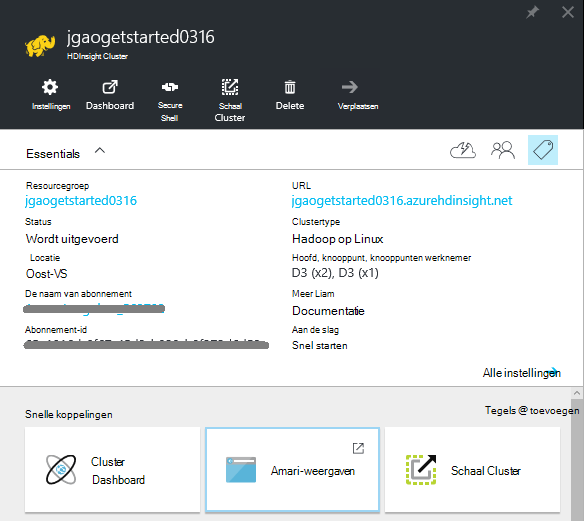 jgaogetstarted0316
HDInsight Cluster
Instellingen
Dashboard
Secure
Shell
Schaal
Cluster
Delete
Verplaatsen
Essentials
Resourcegroep
jgaogetstarted0316
URL
jgaogetstarted0316.azurehdinsight.net
Status
Wordt uitgevoerd
Clustertype
Hadoop op Linux
Locatie
Oost-VS
Hoofd, knooppunt, knooppunten werknemer
D3 (x2), D3 (x1)
De naam van abonnement
Meer Liam
Documentatie
Abonnement-id
Aan de slag
Snel starten
Alle instellingen
Snelle koppelingen
Tegels @ toevoegen
Cluster
Dashboard
Amari-weergaven
Schaal Cluster